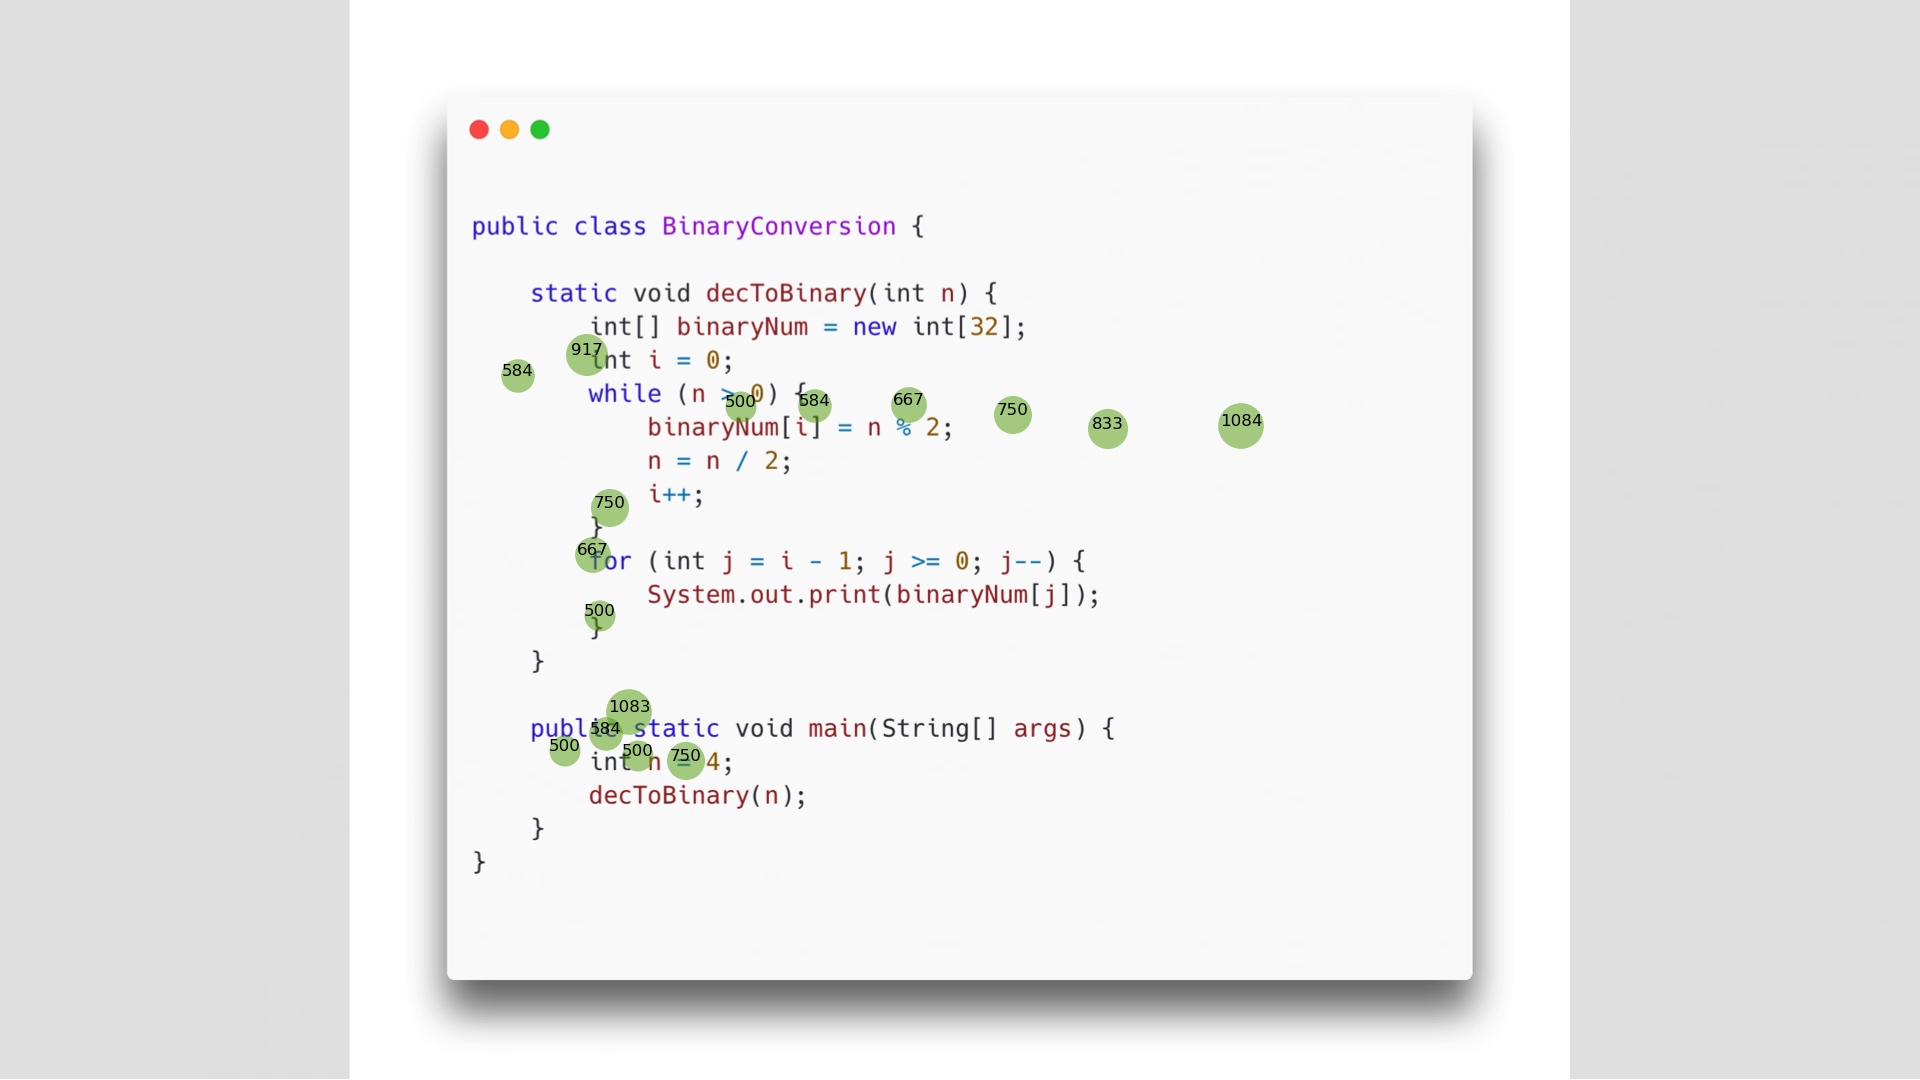 public class BinaryConversion {
static void decToBinary(int n) {
int[] binaryNum = new int[32];
917
int i = 0;
584
while (n > 0) {
500 584 667 750 833 1084
binaryNum[i] = n % 2;
n = n / 2;
i++;
750
}
667
for (int j = i - 1; j >= 0; j--) {
System.out.print(binaryNum[j]);
500
}
}
1083
public static void main(String[] args) {
584
500 500 750
int n = 4;
decToBinary(n);
}
}